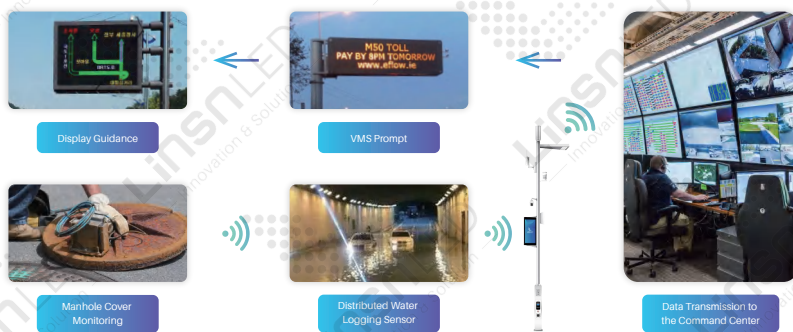 M50 TOLL
PAY BY 8PM TOMORROW
www.eflow.ie
Display Guidance
VMS Prompt
Manhole Cover
Monitoring
Distributed Water
Logging Sensor
Data Transmission to
the Command Center
LINSNLED
Innovation & Solution